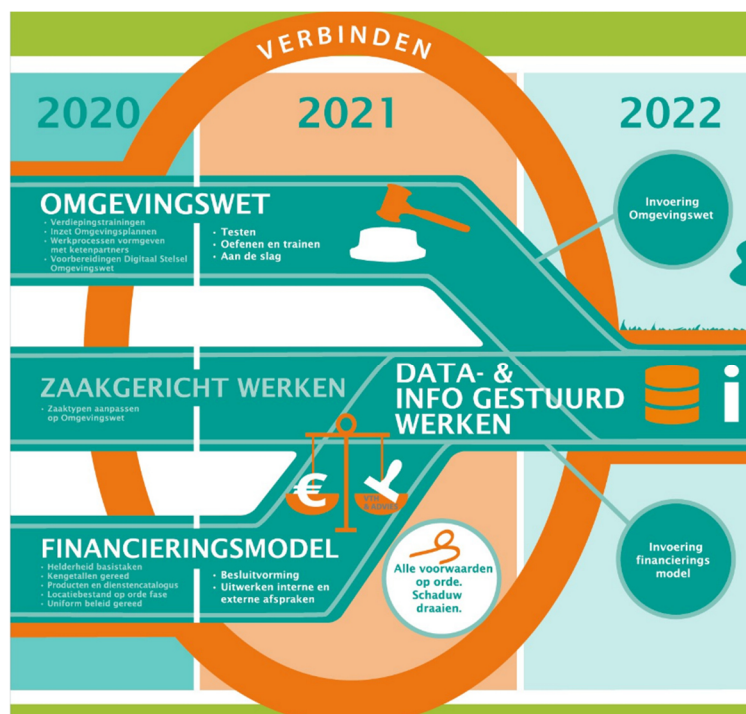 VERBINDEN
2020
2021
2022
OMGEVINGSWET
• Verdiepingstrainingen
• Inzet Omgevingsplannen
• Werkprocessen vormgeven
met ketenpartners
• Voorbereidingen Digitaal Stelsel
Omgevingswet
• Testen
• Oefenen en trainen
• Aan de slag
Invoering
Omgevingswet
ZAAKGERICHT WERKEN
• Zaaktypen aanpassen
op Omgevingswet
DATA- &
INFO GESTUURD
WERKEN
i
€
VTH
& ADVIES
FINANCIERINGSMODEL
• Helderheid basistaken
• Kengetallen gereed
• Producten en dienstencatalogus
• Locatiebestand op orde fase
• Uniform beleid gereed
• Besluitvorming
• Uitwerken interne en
externe afspraken
Alle voorwaarden
op orde.
Schaduw
draaien.
Invoering
financierings
model